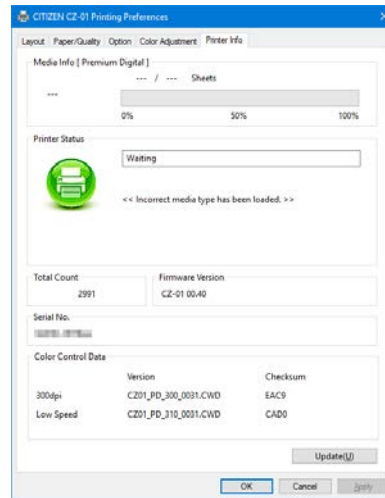 CITIZEN CZ-01 Printing Preferences
Layout Paper/Quality Option Color Adjustment Printer Info
Media Info [ Premium Digital ]
--- / --- Sheets
---
0% 50% 100%
Printer Status
Waiting
<< Incorrect media type has been loaded. >>
Total Count Firmware Version
2991 CZ-01 00.40
Serial No.
Color Control Data
Version Checksum
300dpi CZ01_PD_300_0031.CWD EAC9
Low Speed CZ01_PD_310_0031.CWD CAD0
Update(U)
OK Cancel Apply